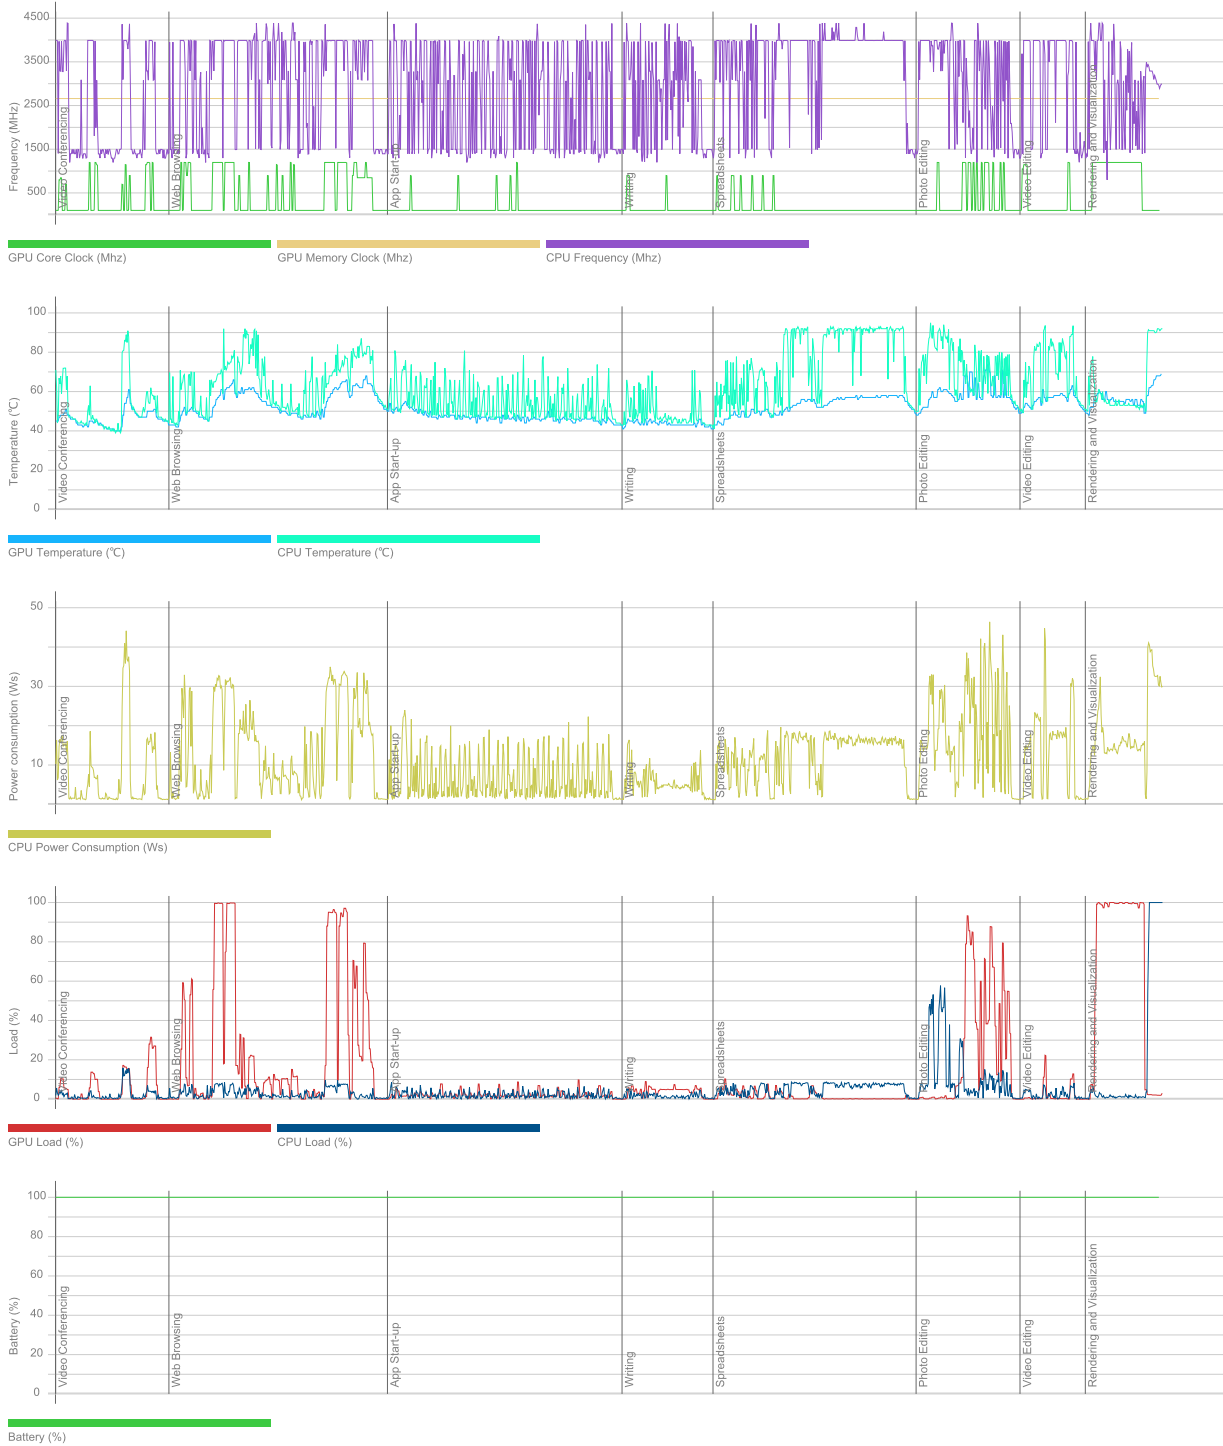 4500
3500
2500
1500
500
Frequency (MHz)
Video Conferencing
Web Browsing
App Start-up
Writing
Spreadsheets
Photo Editing
Video Editing
Rendering and Visualization
GPU Core Clock (Mhz)
GPU Memory Clock (Mhz)
CPU Frequency (Mhz)
100
80
60
40
20
0
Temperature (℃)
Video Conferencing
Web Browsing
App Start-up
Writing
Spreadsheets
Photo Editing
Video Editing
Rendering and Visualization
GPU Temperature (℃)
CPU Temperature (℃)
50
30
10
Power consumption (Ws)
Video Conferencing
Web Browsing
App Start-up
Writing
Spreadsheets
Photo Editing
Video Editing
Rendering and Visualization
CPU Power Consumption (Ws)
100
80
60
40
20
0
Load (%)
Video Conferencing
Web Browsing
App Start-up
Writing
Spreadsheets
Photo Editing
Video Editing
Rendering and Visualization
GPU Load (%)
CPU Load (%)
100
80
60
40
20
0
Battery (%)
Video Conferencing
Web Browsing
App Start-up
Writing
Spreadsheets
Photo Editing
Video Editing
Rendering and Visualization
Battery (%)